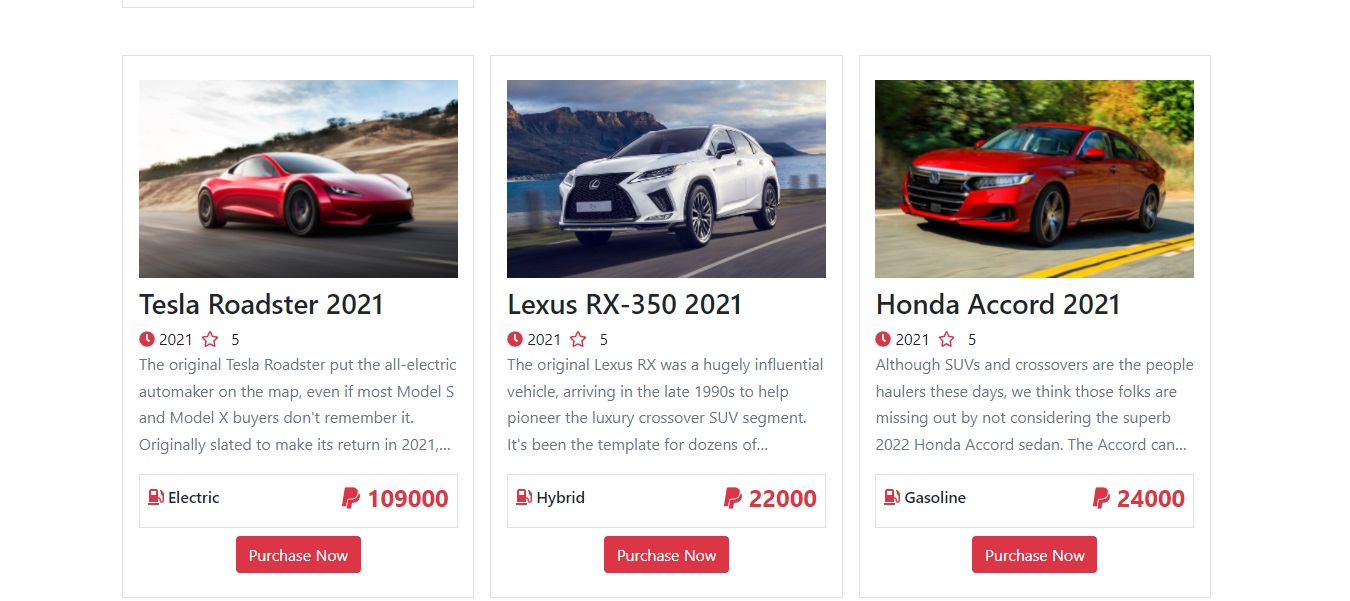 Tesla Roadster 2021
2021 5
The original Tesla Roadster put the all-electric
automaker on the map, even if most Model S
and Model X buyers don't remember it.
Originally slated to make its return in 2021,...
Electric 109000
Purchase Now
Lexus RX-350 2021
2021 5
The original Lexus RX was a hugely influential
vehicle, arriving in the late 1990s to help
pioneer the luxury crossover SUV segment.
It's been the template for dozens of...
Hybrid 22000
Purchase Now
Honda Accord 2021
2021 5
Although SUVs and crossovers are the people
haulers these days, we think those folks are
missing out by not considering the superb
2022 Honda Accord sedan. The Accord can...
Gasoline 24000
Purchase Now